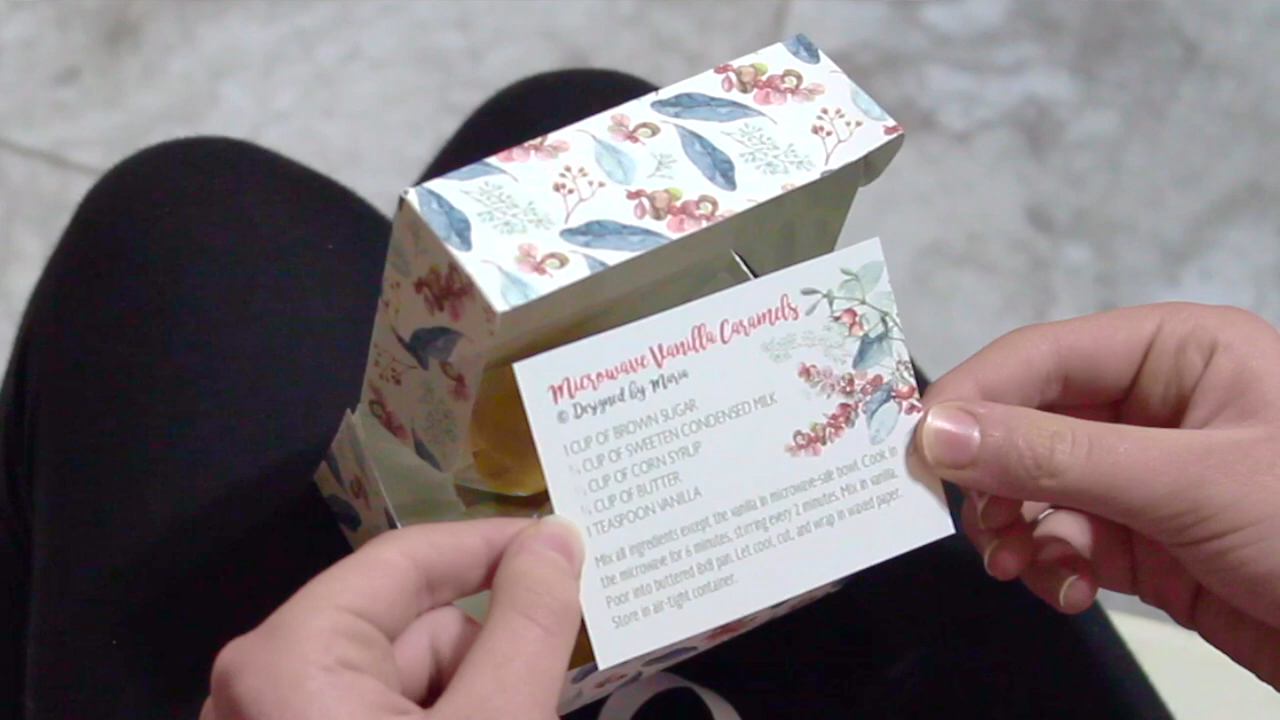 Microwave Vanilla Caramels
© Designed by Maria
1 CUP OF BROWN SUGAR
CUP OF SWEETEN CONDENSED MILK
CUP OF CORN SYRUP
CUP OF BUTTER
1 TEASPOON VANILLA
Mix all ingredients except the vanilla in microwave-safe bowl. Cook in
the microwave for 6 minutes, stirring every 2 minutes. Mix in vanilla.
Poor into buttered 8x8 pan. Let cool, cut, and wrap in waxed paper.
Store in air-tight container.